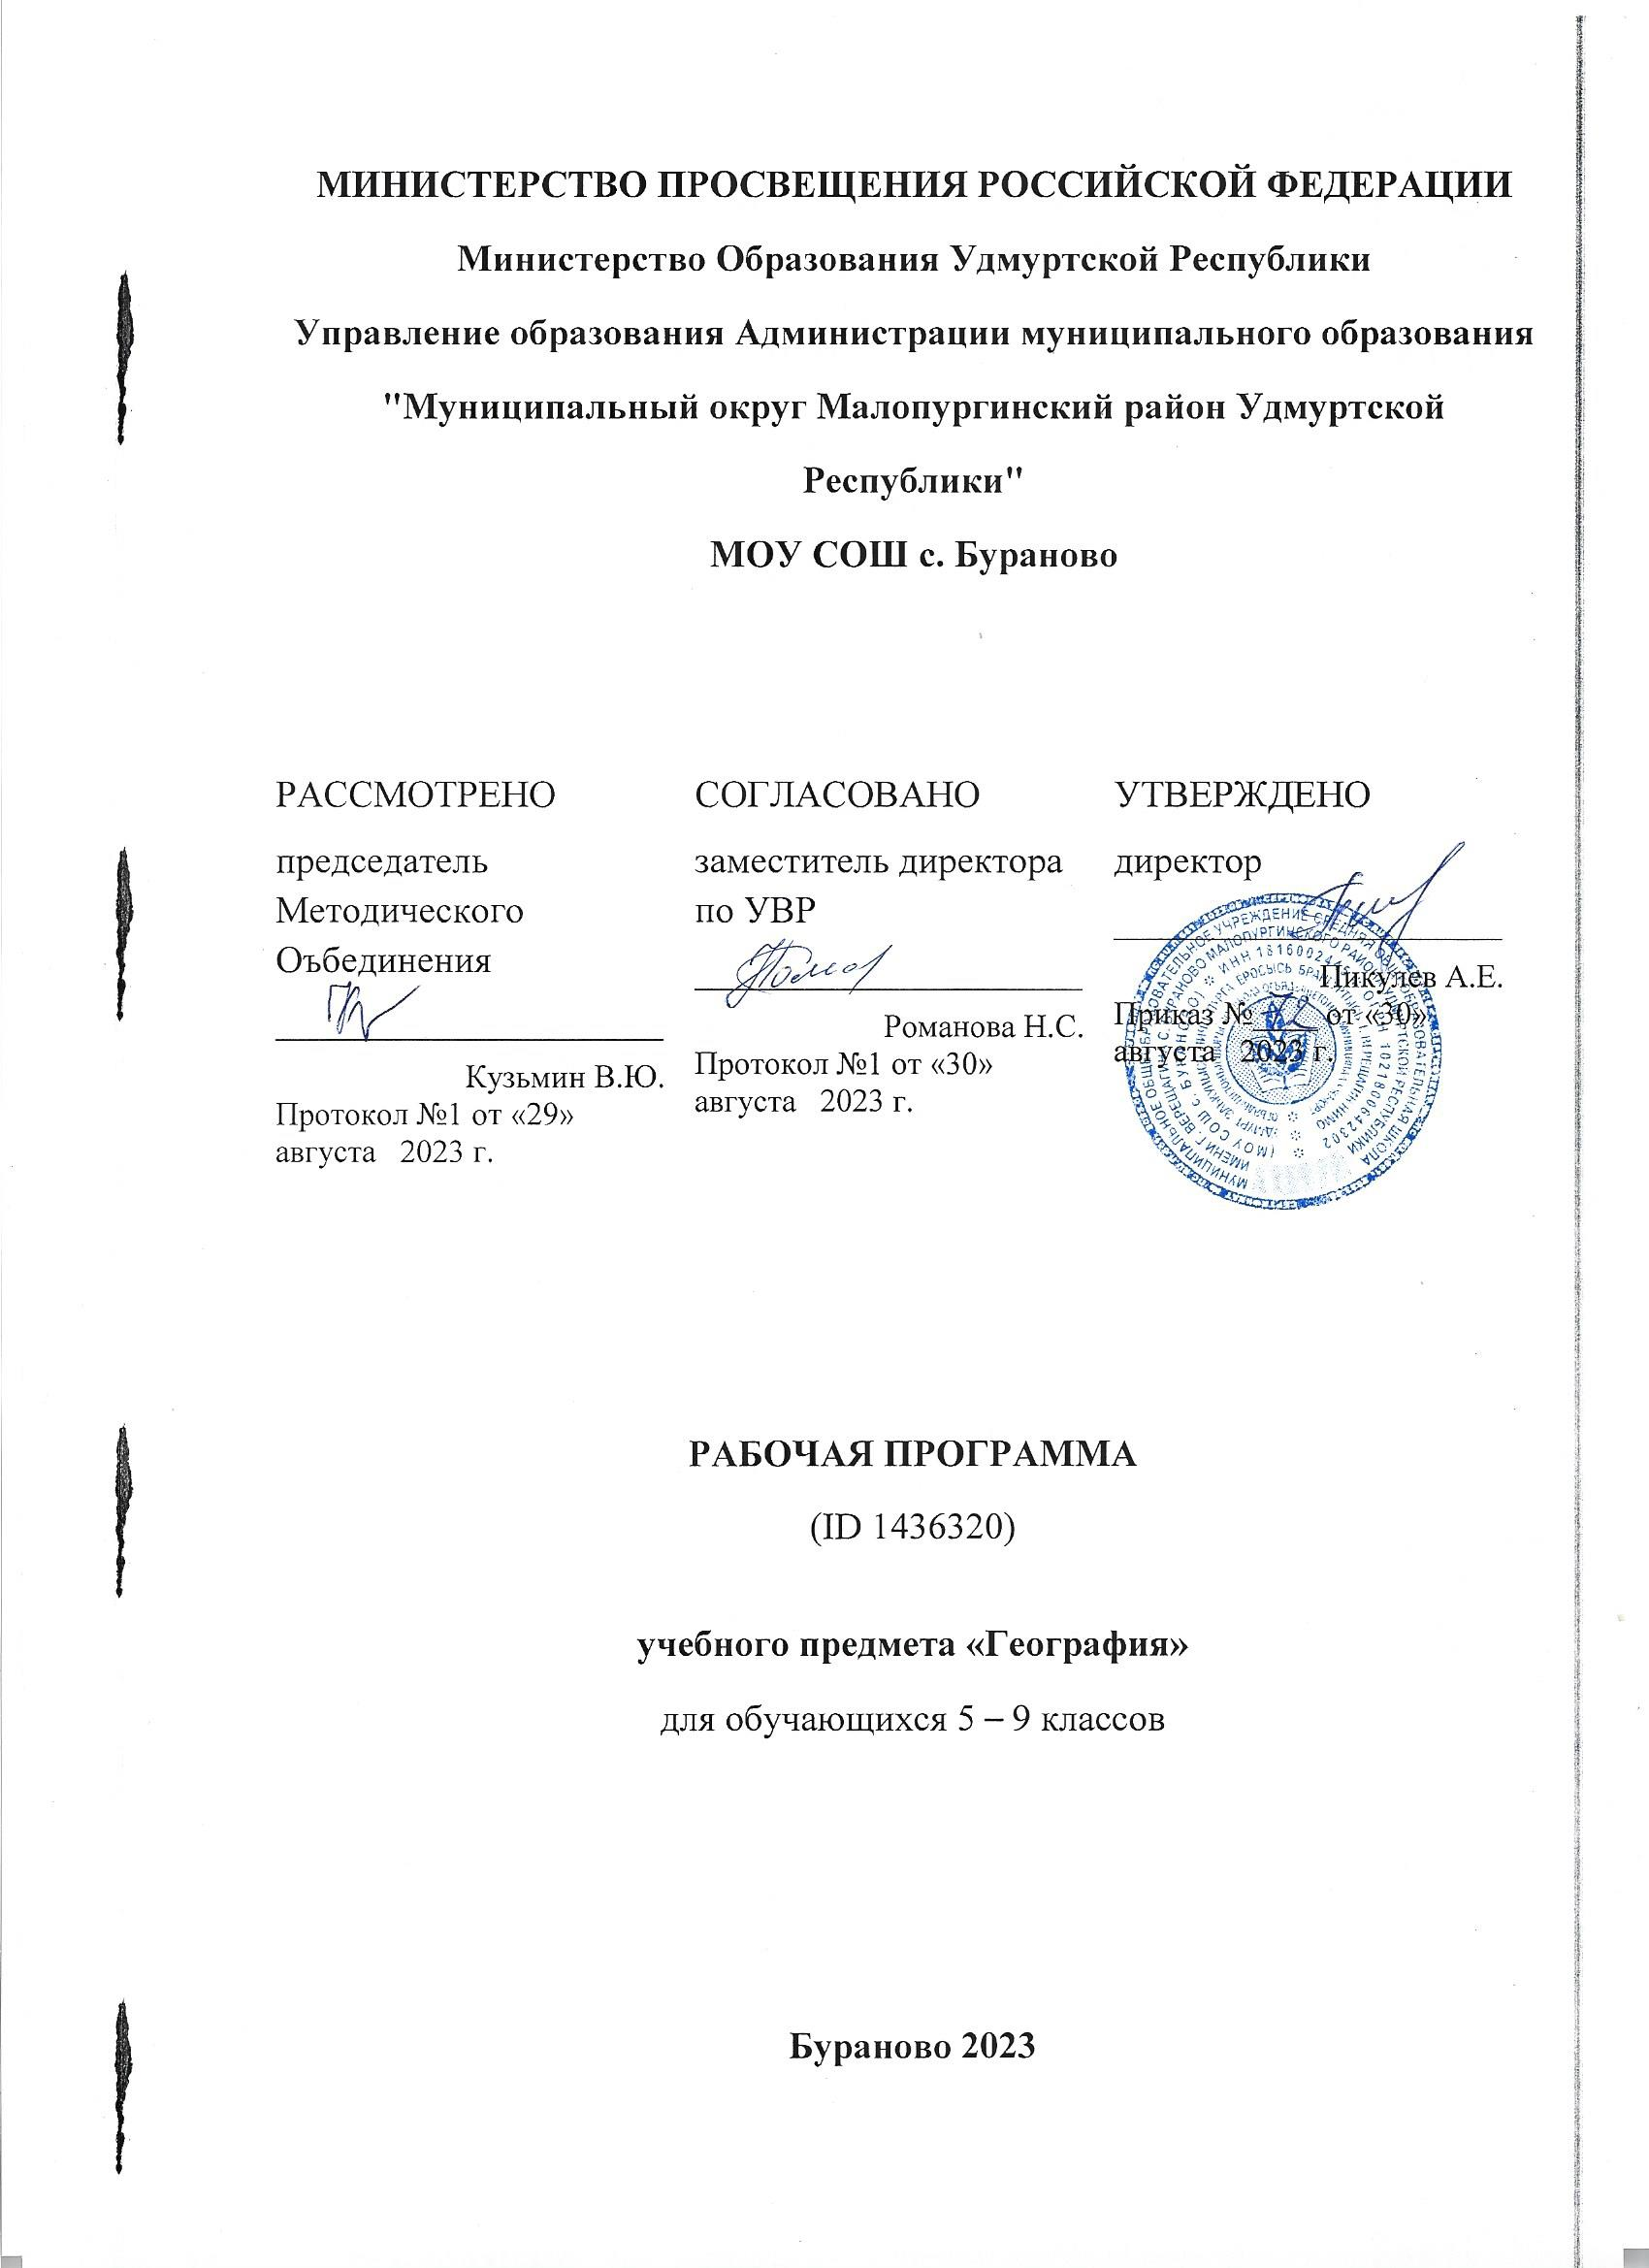 МИНИСТЕРСТВО ПРОСВЕЩЕНИЯ РОССИЙСКОЙ ФЕДЕРАЦИИ
Министерство Образования Удмуртской Республики
Управление образования Администрации муниципального образования
"Муниципальный округ Малопургинский район Удмуртской
Республики"
МОУ СОШ с. Бураново
РАССМОТРЕНО
председатель
Методического
Оъбединения
Кузьмин В.Ю.
Протокол №1 от «29»
августа 2023 г.
СОГЛАСОВАНО
заместитель директора
по УВР
Романова Н.С.
Протокол №1 от «30»
августа 2023 г.
УТВЕРЖДЕНО
директор
Пикулев А.Е.
Приказ № от «30»
августа 2023 г.
РАБОЧАЯ ПРОГРАММА
(ID 1436320)
учебного предмета «География»
для обучающихся 5 – 9 классов
Бураново 2023